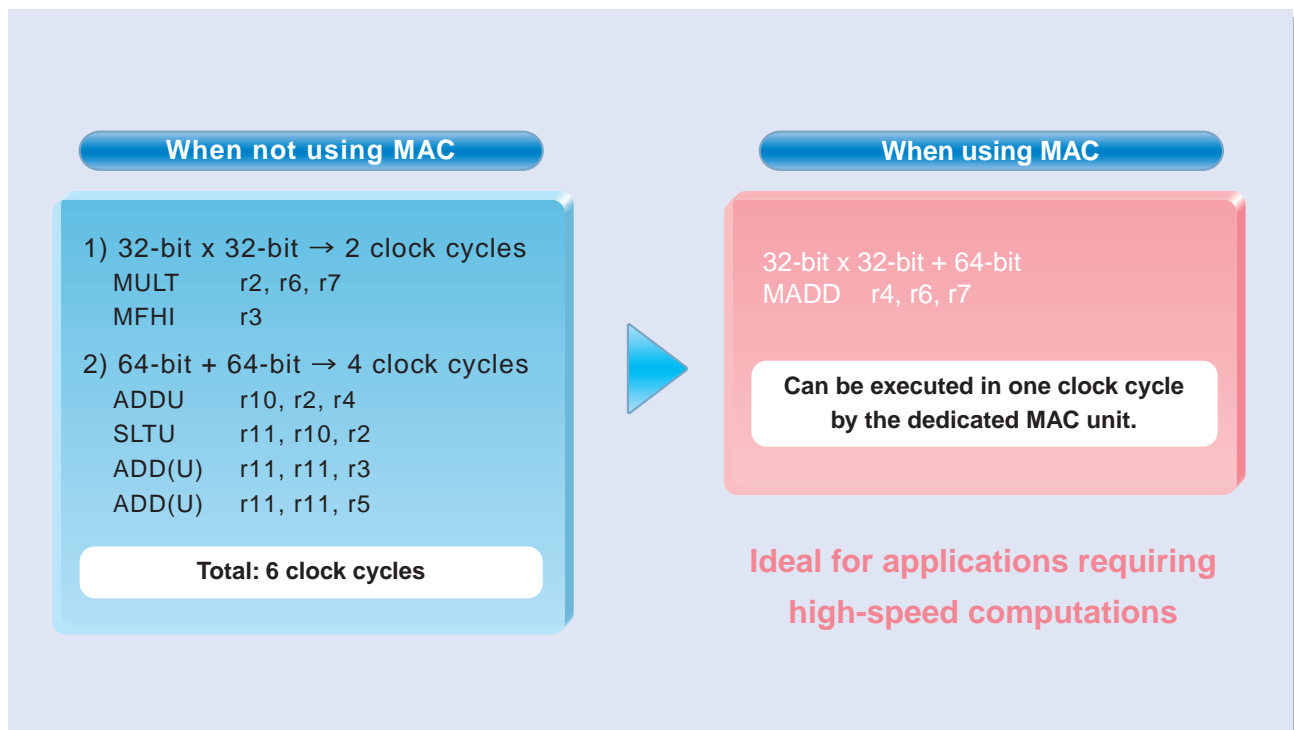 When not using MAC
1) 32-bit x 32-bit → 2 clock cycles
MULT r2, r6, r7
MFHI r3
2) 64-bit + 64-bit → 4 clock cycles
ADDU r10, r2, r4
SLTU r11, r10, r2
ADD(U) r11, r11, r3
ADD(U) r11, r11, r5
Total: 6 clock cycles
When using MAC
32-bit x 32-bit + 64-bit
MADD r4, r6, r7
Can be executed in one clock cycle
by the dedicated MAC unit.
Ideal for applications requiring
high-speed computations